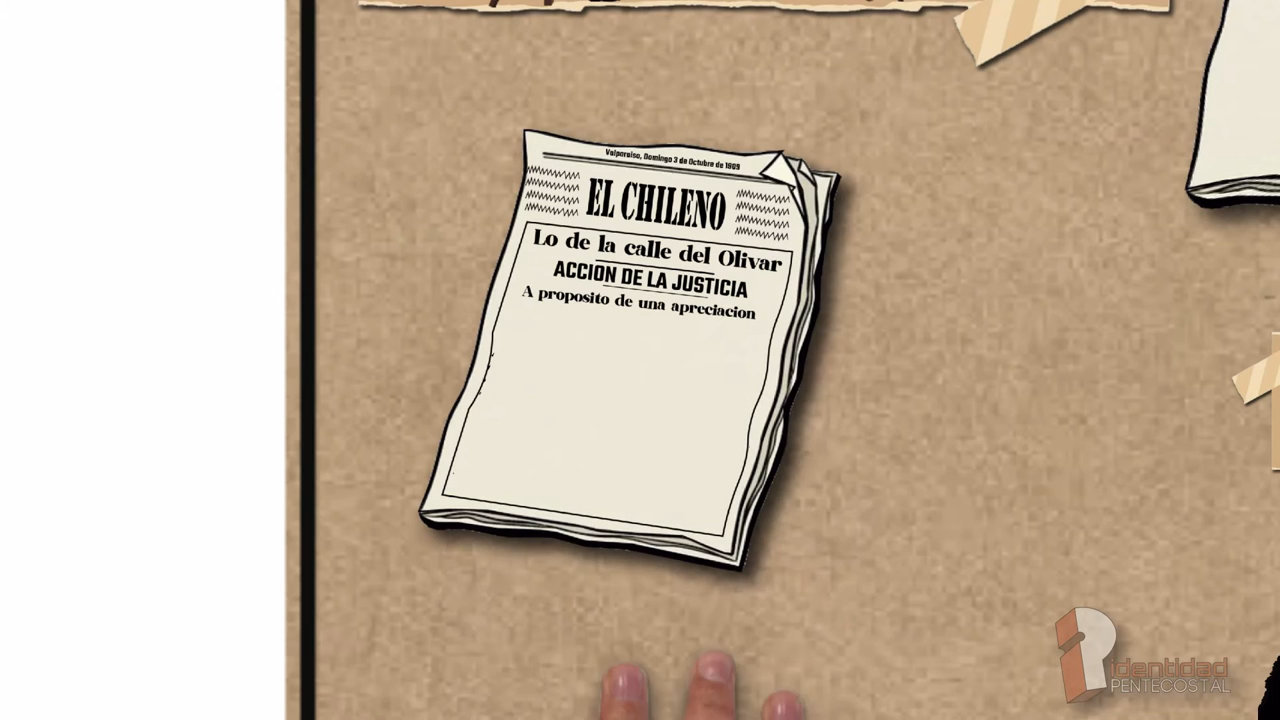 Valparaiso, Domingo 3 de Octubre de 1909
EL CHILENO
Lo de la calle del Olivar
ACCION DE LA JUSTICIA
A proposito de una apreciacion
identidad
PENTECOSTAL